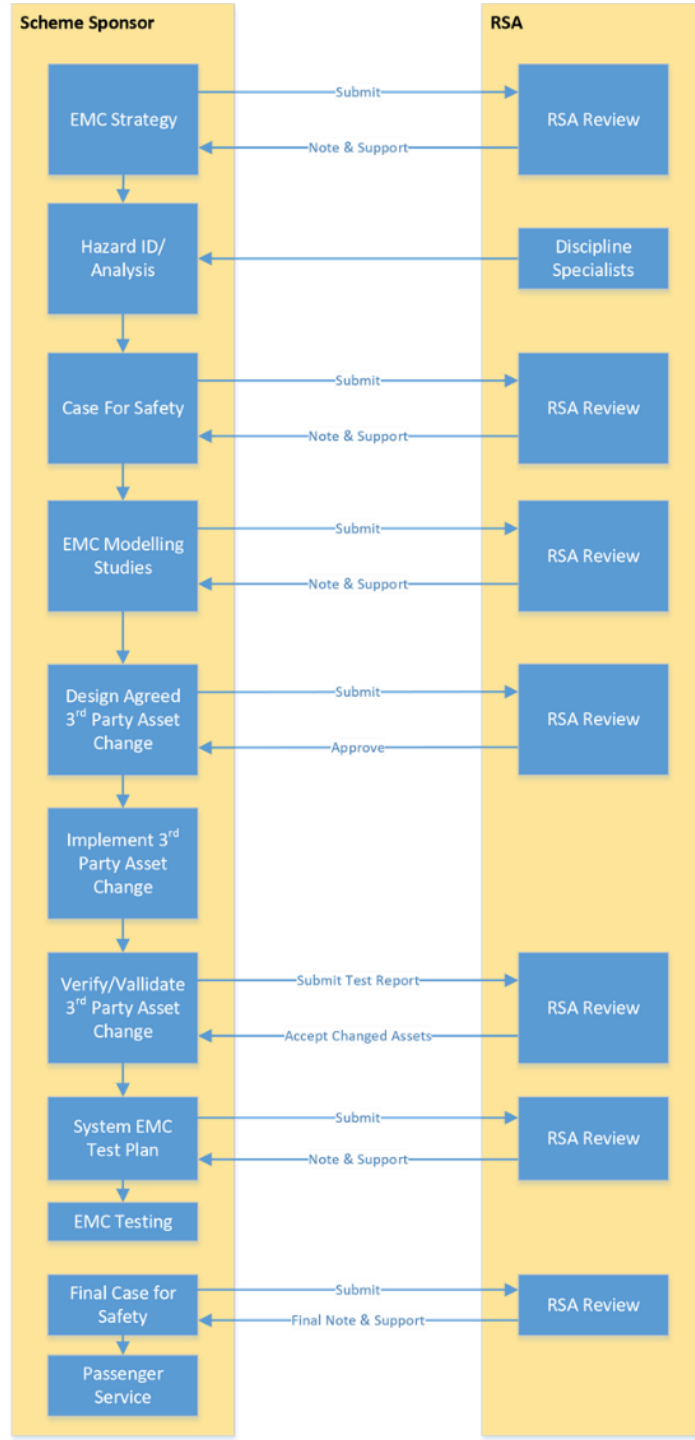 Scheme Sponsor
RSA
EMC Strategy
Submit
Note & Support
RSA Review
Hazard ID/
Analysis
Discipline
Specialists
Case For Safety
Submit
Note & Support
RSA Review
EMC Modelling
Studies
Submit
Note & Support
RSA Review
Design Agreed
3rd Party Asset
Change
Submit
Approve
RSA Review
Implement 3rd
Party Asset
Change
Verify/Vallidate
3rd Party Asset
Change
Submit Test Report
Accept Changed Assets
RSA Review
System EMC
Test Plan
Submit
Note & Support
RSA Review
EMC Testing
Final Case for
Safety
Submit
Final Note & Support
RSA Review
Passenger
Service